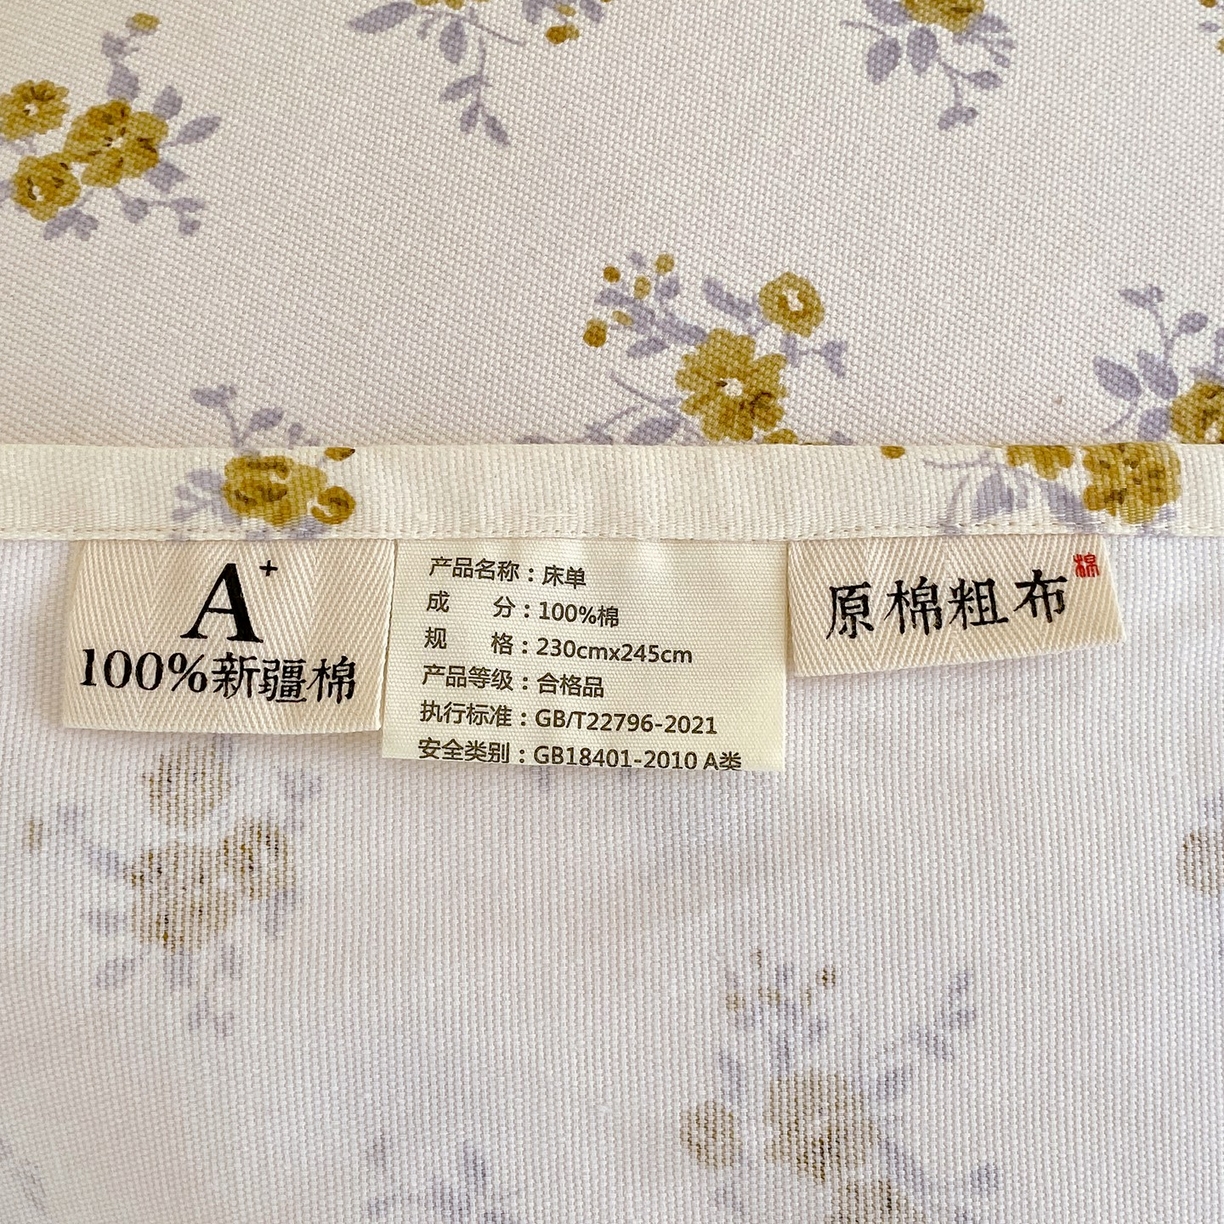 A+
100%新疆棉
产品名称：床单
成 分：100%棉
规 格：230cmx245cm
产品等级：合格品
执行标准：GB/T22796-2021
安全类别：GB18401-2010 A类
原棉粗布
棉